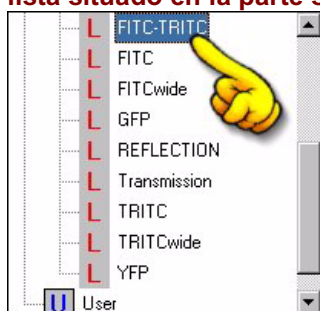 lista situado en la parte s
L FITC-TRITC
L FITC
L FITCwide
L GFP
L REFLECTION
L Transmission
L TRITC
L TRITCwide
L YFP
U User